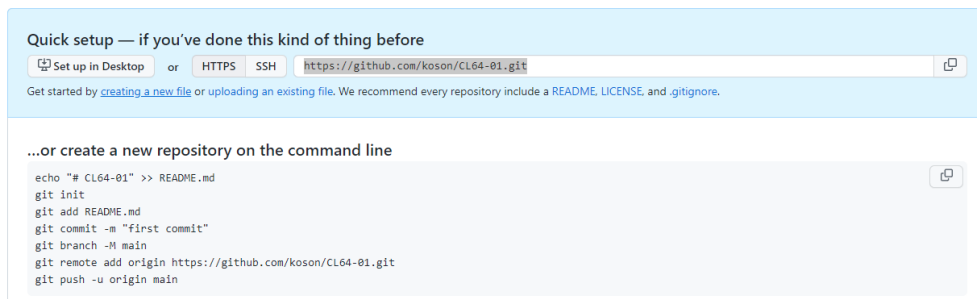 Quick setup — if you’ve done this kind of thing before
Set up in Desktop or HTTPS SSH https://github.com/koson/CL64-01.git
Get started by creating a new file or uploading an existing file. We recommend every repository include a README, LICENSE, and .gitignore.
…or create a new repository on the command line
echo "# CL64-01" >> README.md
git init
git add README.md
git commit -m "first commit"
git branch -M main
git remote add origin https://github.com/koson/CL64-01.git
git push -u origin main